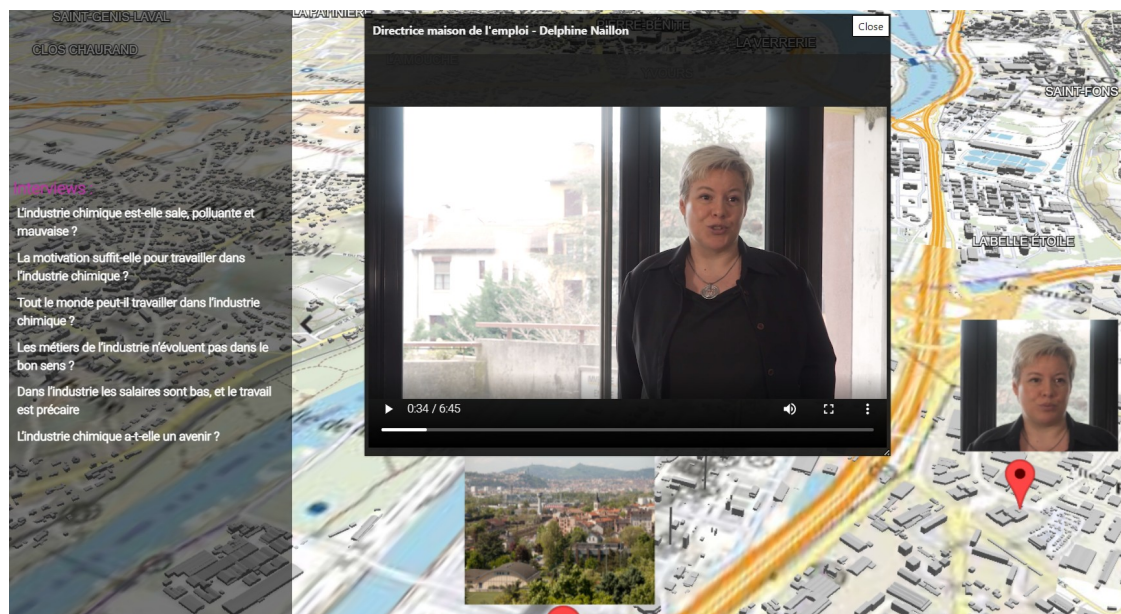 SAINT-GENIS-LAVAL
CLOS CHAURAND
Interviews
L'industrie chimique est-elle sale, polluante et
mauvaise ?
La motivation suffit-elle pour travailler dans
l'industrie chimique ?
Tout le monde peut-il travailler dans l'industrie
chimique ?
Les métiers de l'industrie n'évoluent pas dans le
bon sens ?
Dans l'industrie les salaires sont bas, et le travail
est précaire
L'industrie chimique a-t-elle un avenir ?
Directrice maison de l'emploi - Delphine Naillon
Close
PIERRE-BENITE
LA VERRERIE
0:34 / 6:45
SAINT-FONS
LA BELLE ÉTOILE